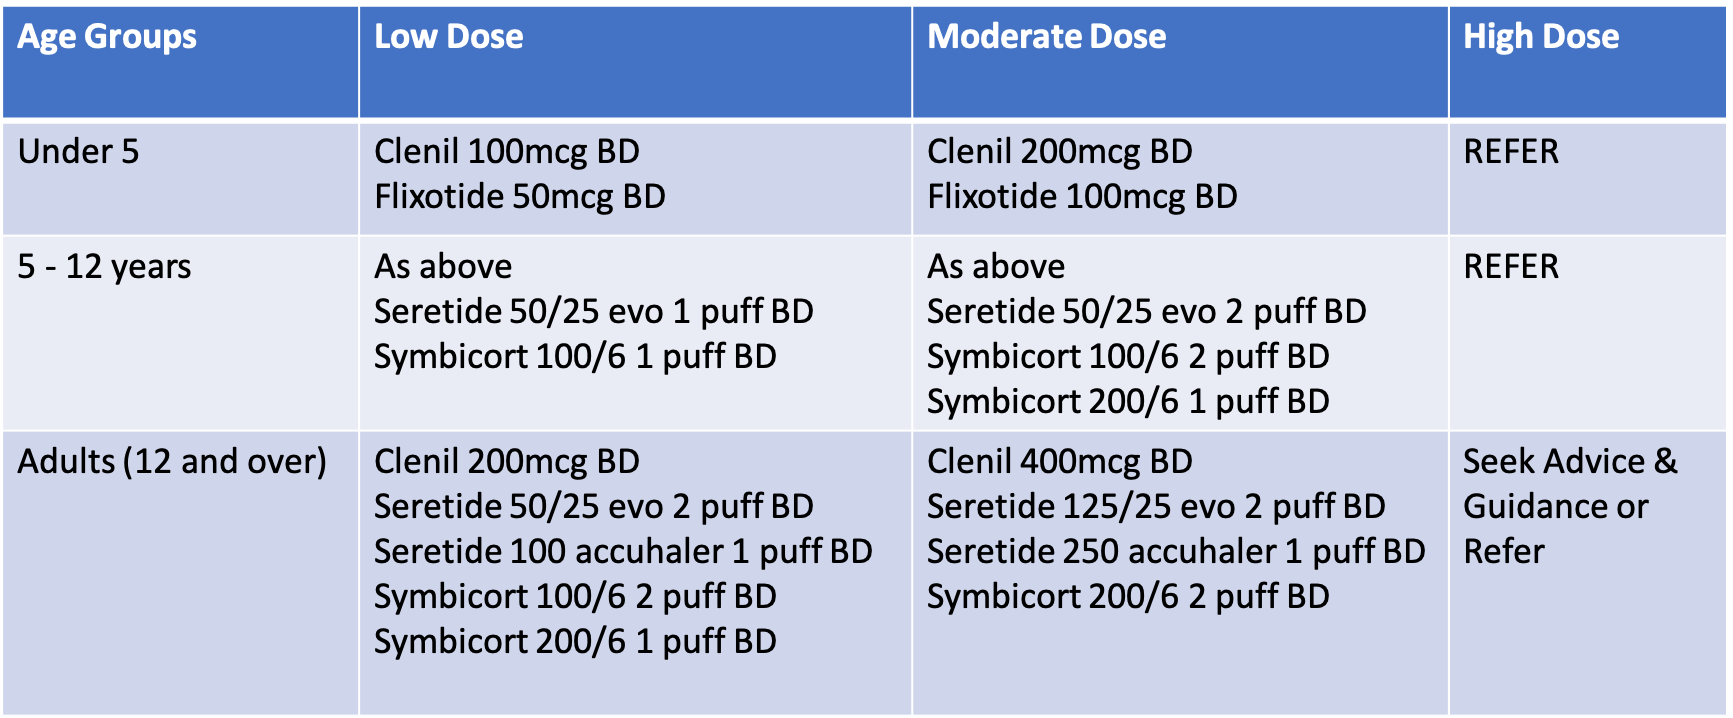 Age Groups
Low Dose
Moderate Dose
High Dose
Under 5
Clenil 100mcg BD
Flixotide 50mcg BD
Clenil 200mcg BD
Flixotide 100mcg BD
REFER
5 - 12 years
As above
Seretide 50/25 evo 1 puff BD
Symbicort 100/6 1 puff BD
As above
Seretide 50/25 evo 2 puff BD
Symbicort 100/6 2 puff BD
Symbicort 200/6 1 puff BD
REFER
Adults (12 and over)
Clenil 200mcg BD
Seretide 50/25 evo 2 puff BD
Seretide 100 accuhaler 1 puff BD
Symbicort 100/6 2 puff BD
Symbicort 200/6 1 puff BD
Clenil 400mcg BD
Seretide 125/25 evo 2 puff BD
Seretide 250 accuhaler 1 puff BD
Symbicort 200/6 2 puff BD
Seek Advice &
Guidance or
Refer